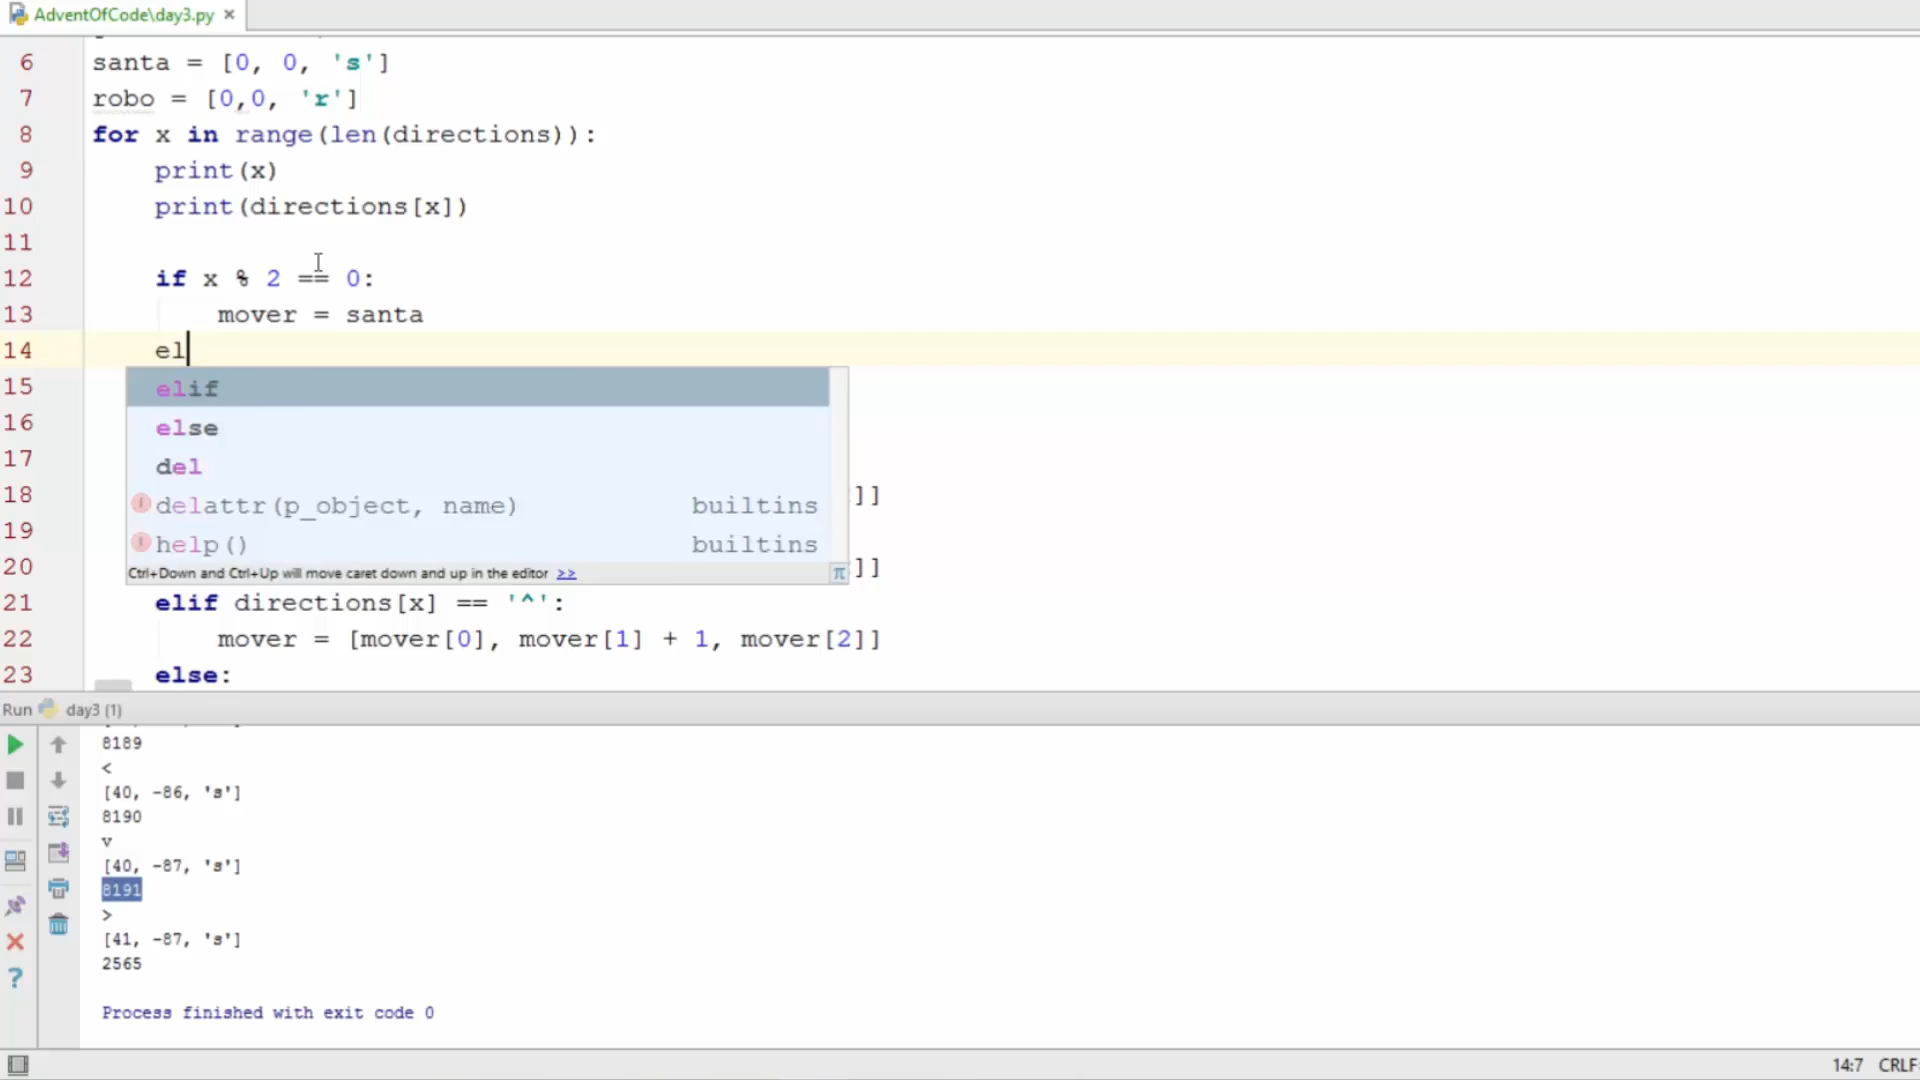 AdventOfCode\day3.py ×
6 santa = [0, 0, 's']
7 robo = [0,0, 'r']
8 for x in range(len(directions)):
9 print(x)
10 print(directions[x])
11
12 if x % 2 == 0:
13 mover = santa
14 el
15
elif
16
else
17
del
18 ]]
delattr(p_object, name) builtins
19
help() builtins
20 ]]
Ctrl+Down and Ctrl+Up will move caret down and up in the editor >> π
21 elif directions[x] == '^':
22 mover = [mover[0], mover[1] + 1, mover[2]]
23 else:
Run day3 (1)
8189
<
[40, -86, 's']
8190
v
[40, -87, 's']
8191
>
[41, -87, 's']
2565
Process finished with exit code 0
14:7 CRLF